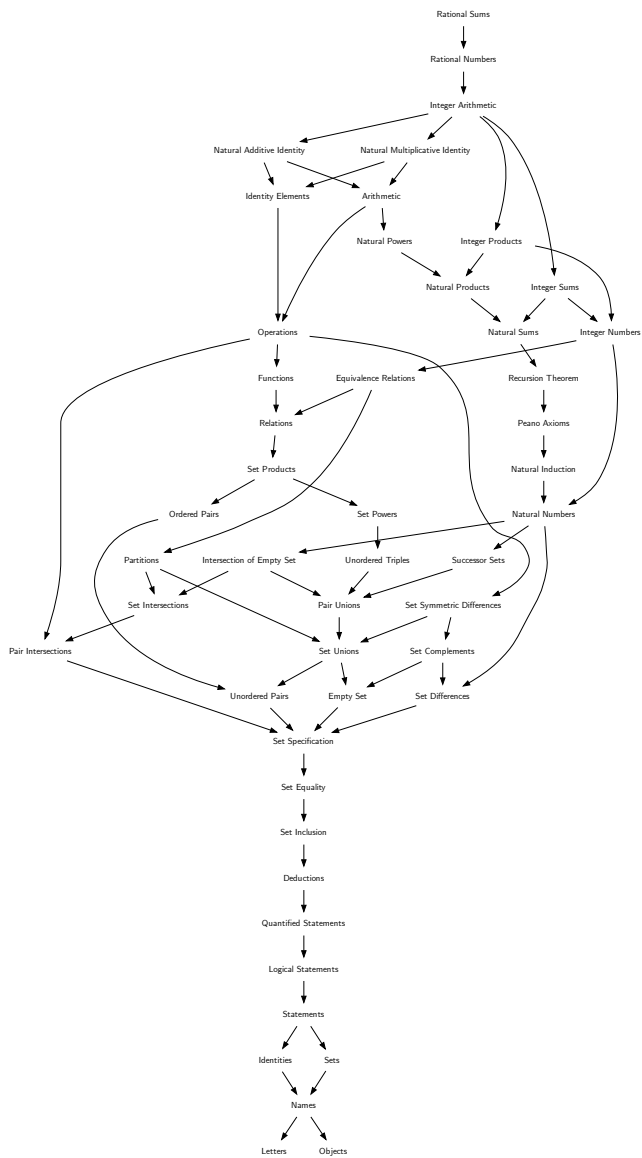 Rational Sums
Rational Numbers
Integer Arithmetic
Natural Additive Identity
Natural Multiplicative Identity
Identity Elements
Arithmetic
Natural Powers
Integer Products
Natural Products
Integer Sums
Operations
Natural Sums
Integer Numbers
Functions
Equivalence Relations
Recursion Theorem
Relations
Peano Axioms
Set Products
Natural Induction
Ordered Pairs
Set Powers
Natural Numbers
Partitions
Intersection of Empty Set
Unordered Triples
Successor Sets
Set Intersections
Pair Unions
Set Symmetric Differences
Pair Intersections
Set Unions
Set Complements
Unordered Pairs
Empty Set
Set Differences
Set Specification
Set Equality
Set Inclusion
Deductions
Quantified Statements
Logical Statements
Statements
Identities
Sets
Names
Letters
Objects